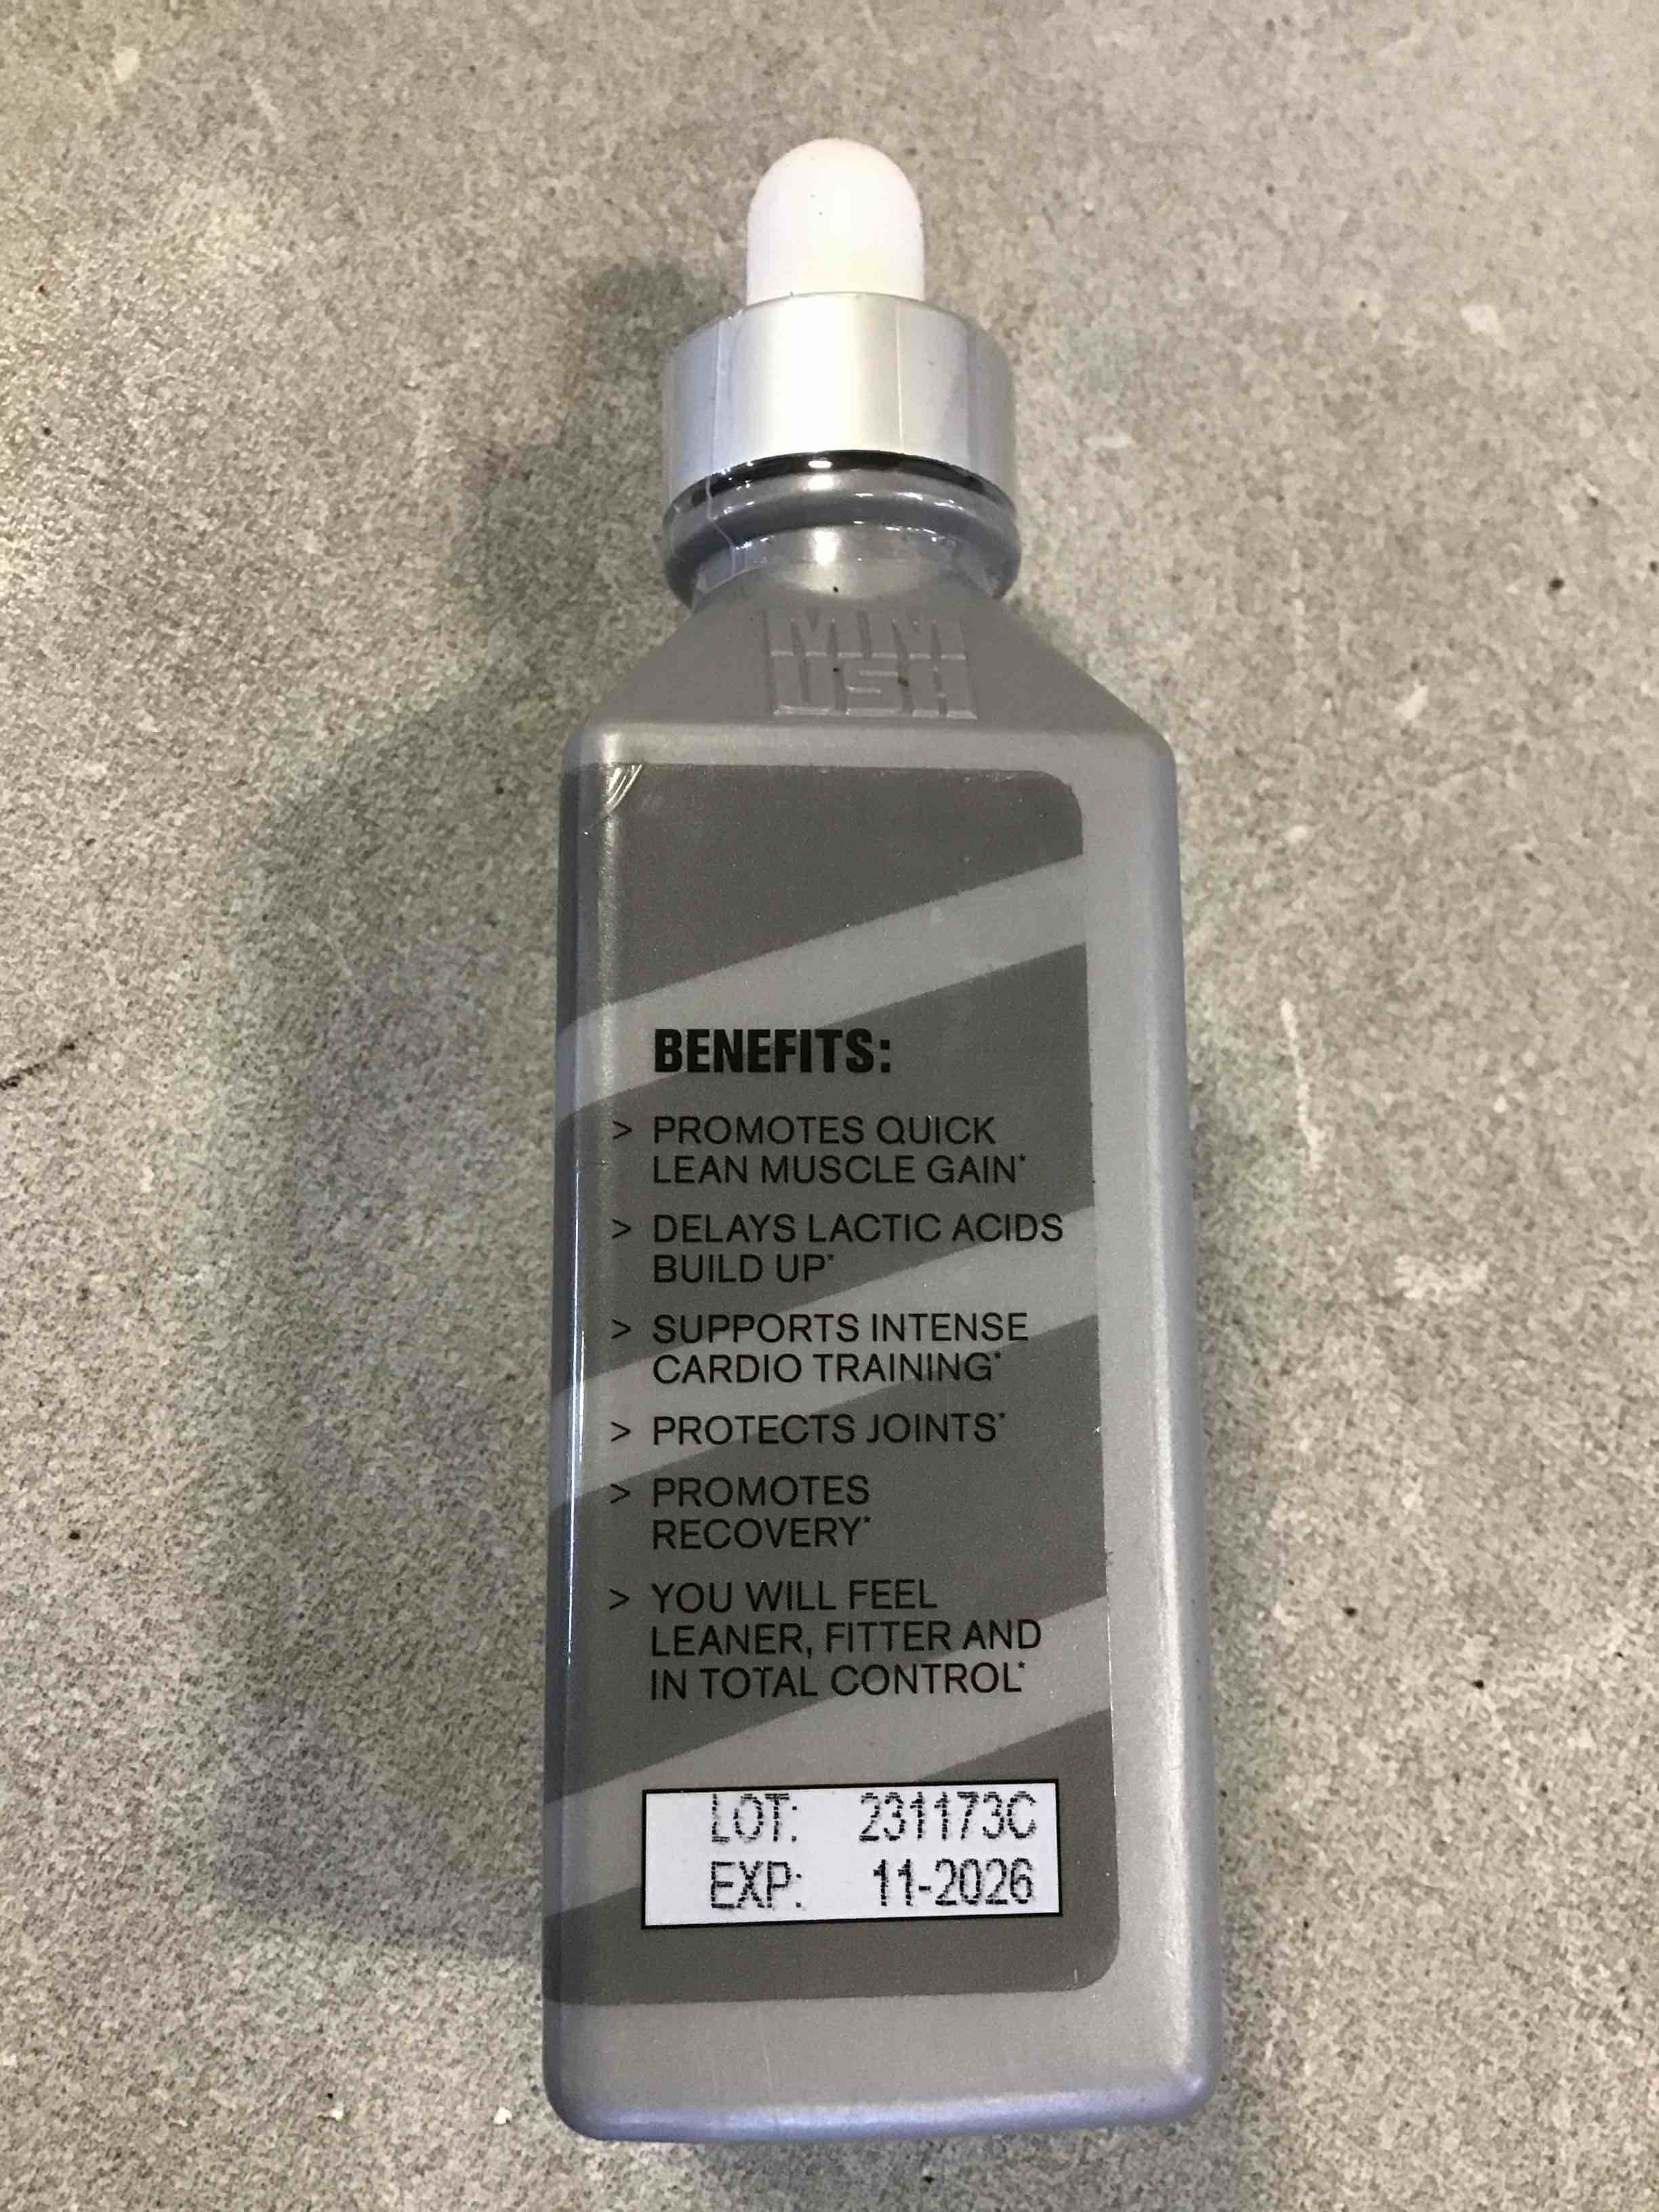 MM
USA
BENEFITS:
> PROMOTES QUICK
LEAN MUSCLE GAIN*
> DELAYS LACTIC ACIDS
BUILD UP*
> SUPPORTS INTENSE
CARDIO TRAINING*
> PROTECTS JOINTS*
> PROMOTES
RECOVERY*
> YOU WILL FEEL
LEANER, FITTER AND
IN TOTAL CONTROL*
LOT: 231173C
EXP: 11-2026